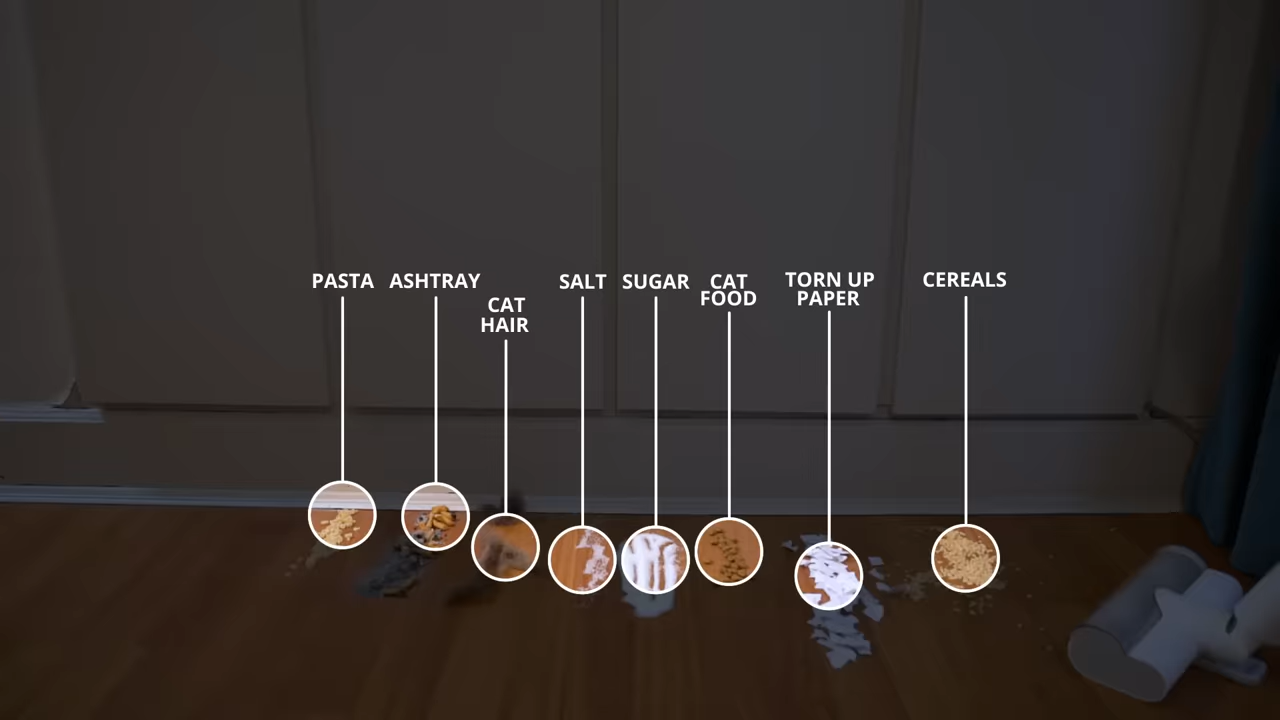 PASTA
ASHTRAY
CAT
HAIR
SALT
SUGAR
CAT
FOOD
TORN UP
PAPER
CEREALS